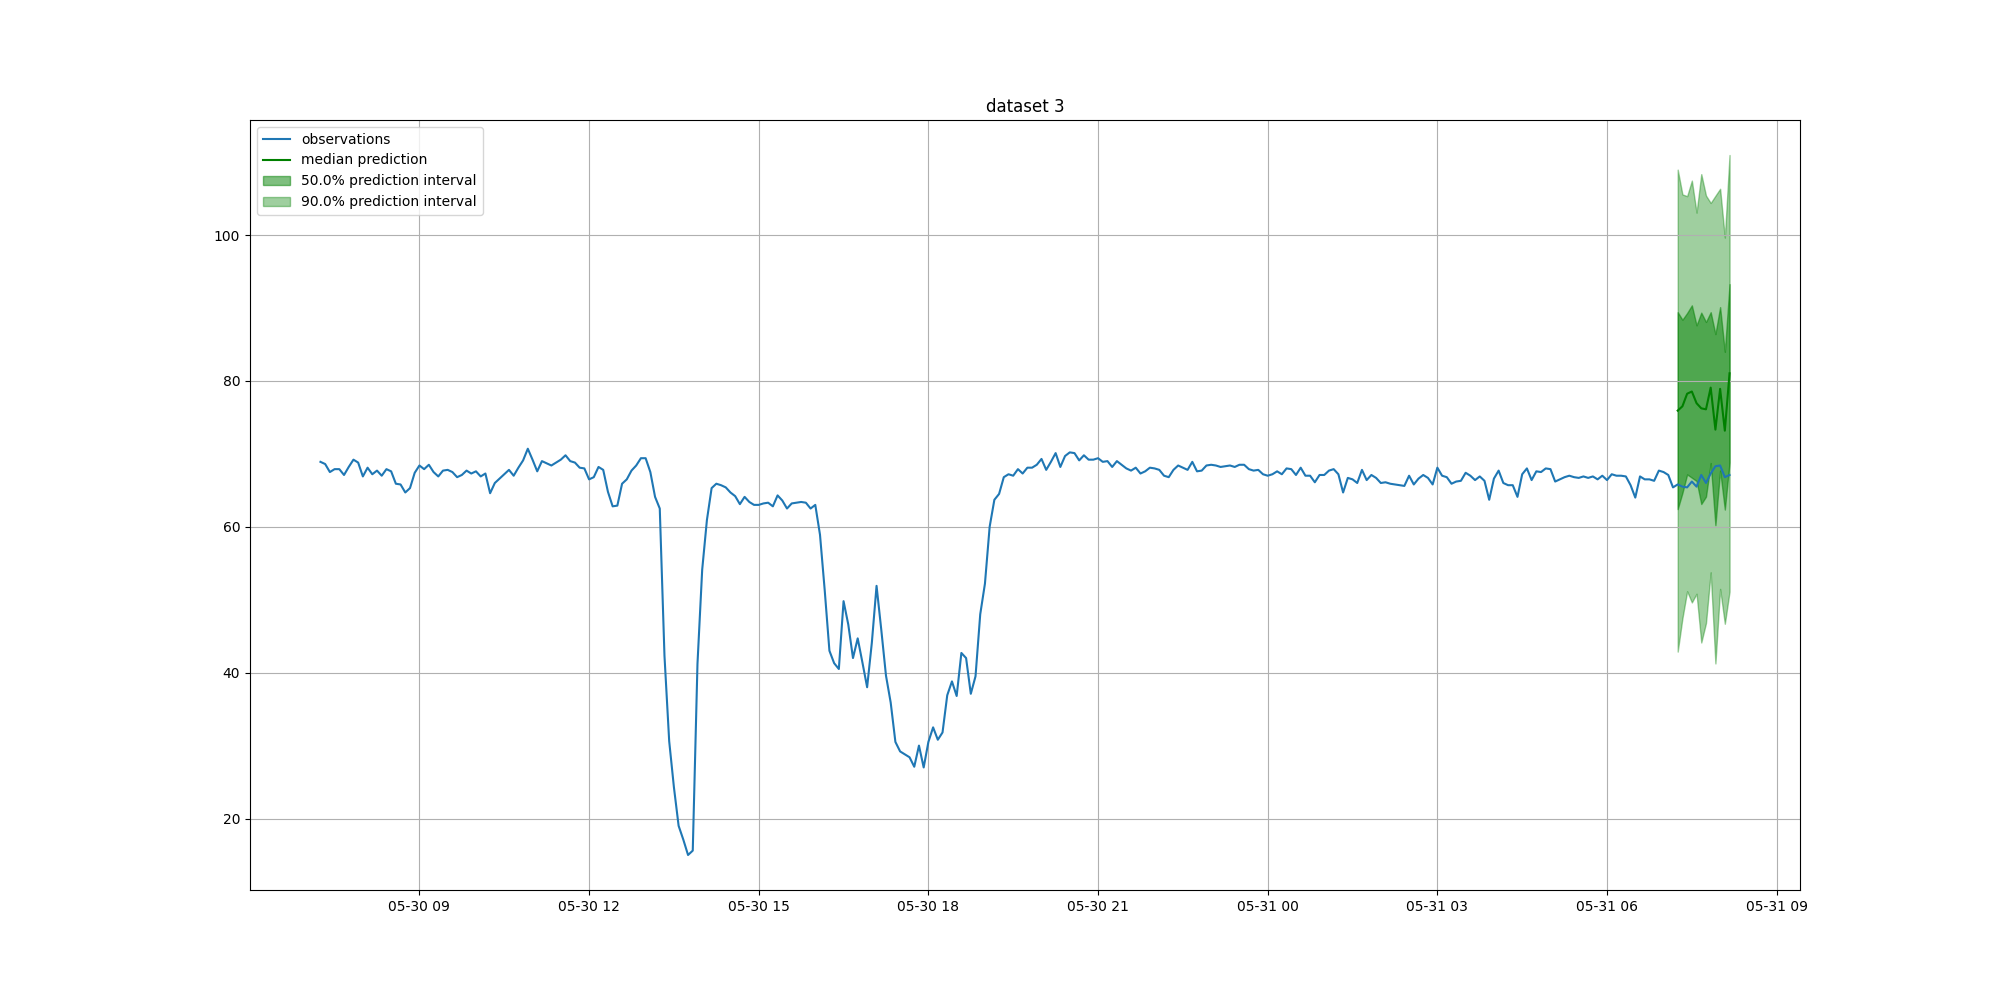 dataset 3
observations
median prediction
50.0% prediction interval
90.0% prediction interval
100
80
60
40
20
05-30 09 05-30 12 05-30 15 05-30 18 05-30 21 05-31 00 05-31 03 05-31 06 05-31 09